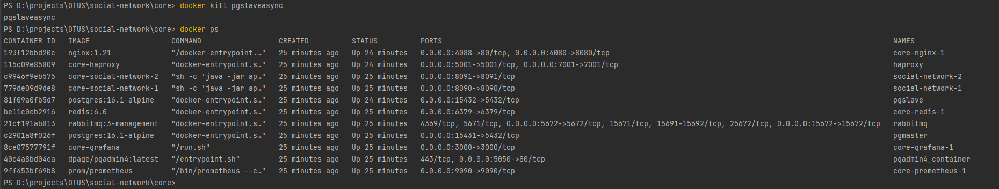 PS D:\projects\OTUS\social-network\core> docker kill pgslaveasync
pgslaveasync
PS D:\projects\OTUS\social-network\core> docker ps
CONTAINER ID   IMAGE                   COMMAND                  CREATED          STATUS          PORTS                                                                                                         NAMES
193f12bbd20c   nginx:1.21              "/docker-entrypoint.…"   25 minutes ago   Up 24 minutes   0.0.0.0:4088->80/tcp, 0.0.0.0:4080->8080/tcp                                                                  core-nginx-1
115c09e85809   core-haproxy            "docker-entrypoint.s…"   25 minutes ago   Up 24 minutes   0.0.0.0:5001->5001/tcp, 0.0.0.0:7001->7001/tcp                                                                haproxy
c9946f9eb575   core-social-network-2   "sh -c 'java -jar ap…"   25 minutes ago   Up 25 minutes   0.0.0.0:8091->8091/tcp                                                                                        social-network-2
779de09d9de8   core-social-network-1   "sh -c 'java -jar ap…"   25 minutes ago   Up 25 minutes   0.0.0.0:8090->8090/tcp                                                                                        social-network-1
81f09a0fb5d7   postgres:16.1-alpine    "docker-entrypoint.s…"   25 minutes ago   Up 24 minutes   0.0.0.0:15432->5432/tcp                                                                                       pgslave
be11c0cb2916   redis:6.0               "docker-entrypoint.s…"   25 minutes ago   Up 25 minutes   0.0.0.0:6379->6379/tcp                                                                                        core-redis-1
21cf191ab813   rabbitmq:3-management   "docker-entrypoint.s…"   25 minutes ago   Up 25 minutes   4369/tcp, 5671/tcp, 0.0.0.0:5672->5672/tcp, 15671/tcp, 15691-15692/tcp, 25672/tcp, 0.0.0.0:15672->15672/tcp   rabbitmq
c2901a8f026f   postgres:16.1-alpine    "docker-entrypoint.s…"   25 minutes ago   Up 25 minutes   0.0.0.0:15431->5432/tcp                                                                                       pgmaster
8ce07577791f   core-grafana            "/run.sh"                25 minutes ago   Up 25 minutes   0.0.0.0:3000->3000/tcp                                                                                        core-grafana-1
40c4a8bd04ea   dpage/pgadmin4:latest   "/entrypoint.sh"         25 minutes ago   Up 25 minutes   443/tcp, 0.0.0.0:5050->80/tcp                                                                                 pgadmin4_container
9ff453bf69b8   prom/prometheus         "/bin/prometheus --c…"   25 minutes ago   Up 25 minutes   0.0.0.0:9090->9090/tcp                                                                                        core-prometheus-1
PS D:\projects\OTUS\social-network\core>